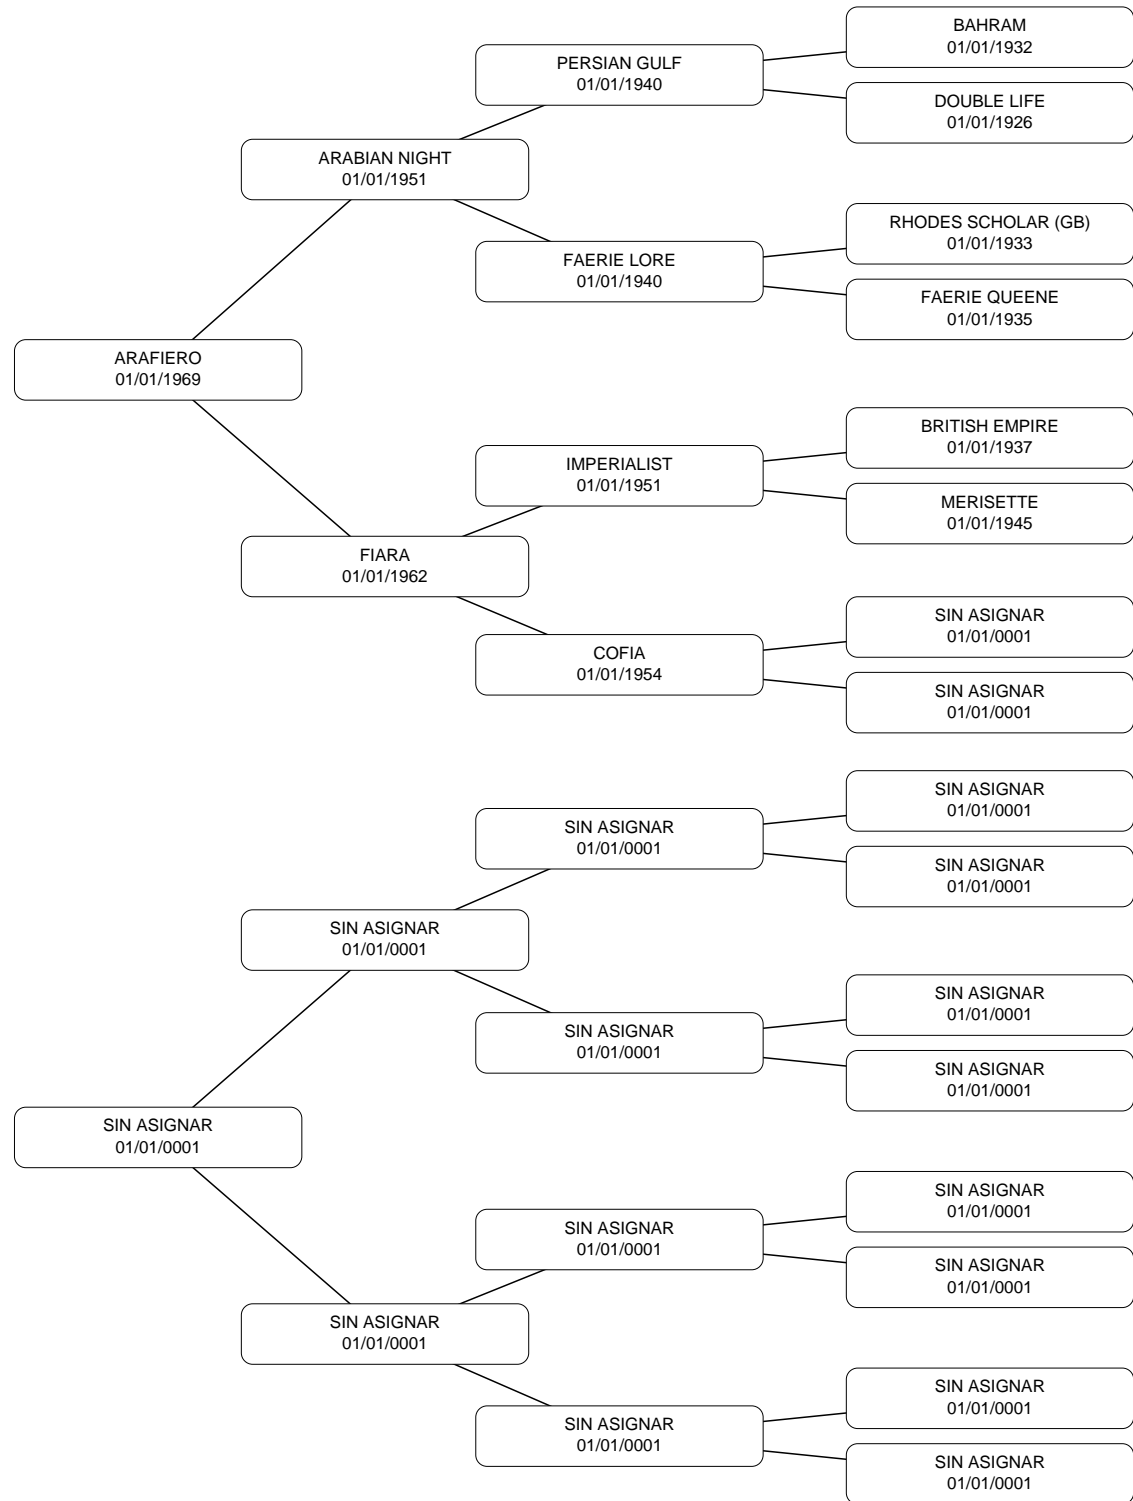 BAHRAM
01/01/1932
PERSIAN GULF
01/01/1940
DOUBLE LIFE
01/01/1926
ARABIAN NIGHT
01/01/1951
RHODES SCHOLAR (GB)
01/01/1933
FAERIE LORE
01/01/1940
FAERIE QUEENE
01/01/1935
ARAFIERO
01/01/1969
BRITISH EMPIRE
01/01/1937
IMPERIALIST
01/01/1951
MERISETTE
01/01/1945
FIARA
01/01/1962
SIN ASIGNAR
01/01/0001
COFIA
01/01/1954
SIN ASIGNAR
01/01/0001
SIN ASIGNAR
01/01/0001
SIN ASIGNAR
01/01/0001
SIN ASIGNAR
01/01/0001
SIN ASIGNAR
01/01/0001
SIN ASIGNAR
01/01/0001
SIN ASIGNAR
01/01/0001
SIN ASIGNAR
01/01/0001
SIN ASIGNAR
01/01/0001
SIN ASIGNAR
01/01/0001
SIN ASIGNAR
01/01/0001
SIN ASIGNAR
01/01/0001
SIN ASIGNAR
01/01/0001
SIN ASIGNAR
01/01/0001
SIN ASIGNAR
01/01/0001
SIN ASIGNAR
01/01/0001